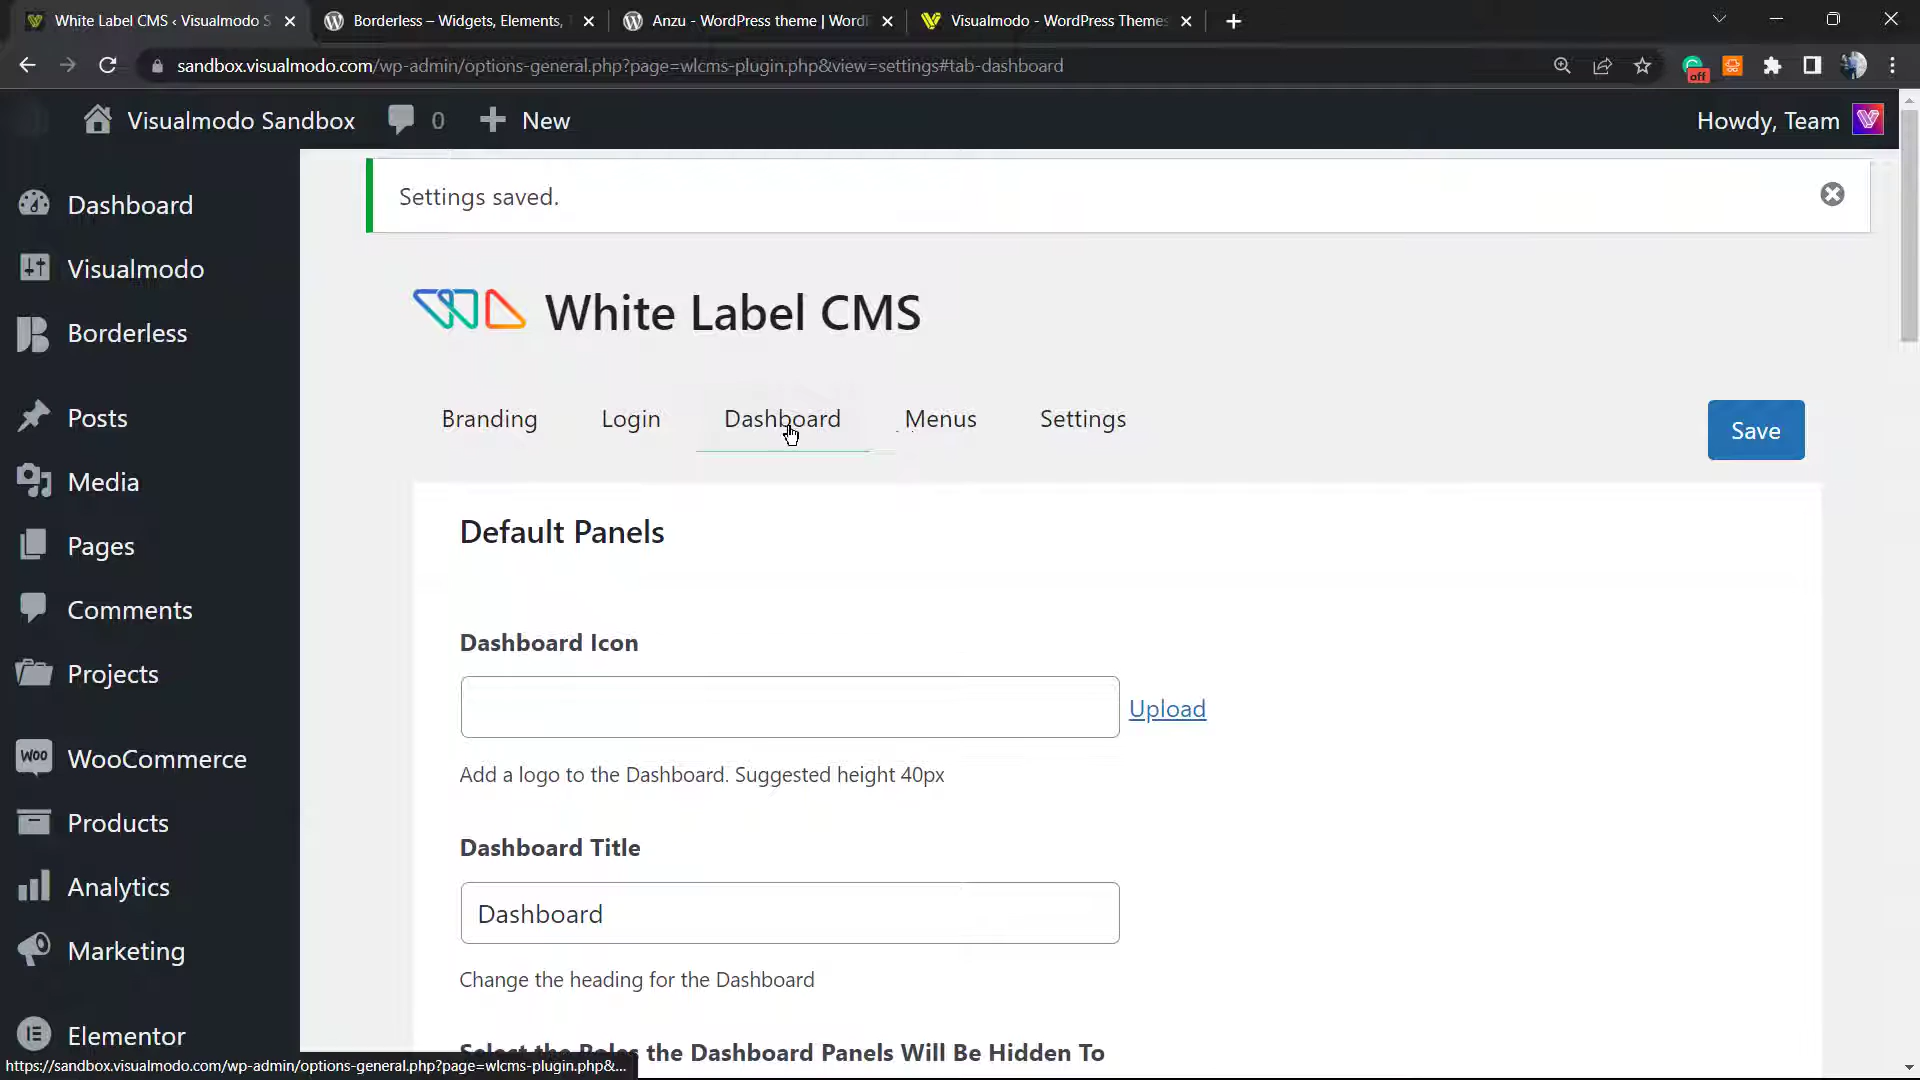 White Label CMS ‹ Visualmodo S
Borderless – Widgets, Elements, T
Anzu - WordPress theme | WordP
Visualmodo - WordPress Themes
sandbox.visualmodo.com/wp-admin/options-general.php?page=wlcms-plugin.php&view=settings#tab-dashboard
off
Visualmodo Sandbox
0
New
Howdy, Team
Dashboard
Visualmodo
Borderless
Posts
Media
Pages
Comments
Projects
WooCommerce
Products
Analytics
Marketing
Elementor
Settings saved.
White Label CMS
Branding
Login
Dashboard
Menus
Settings
Save
Default Panels
Dashboard Icon
Upload
Add a logo to the Dashboard. Suggested height 40px
Dashboard Title
Dashboard
Change the heading for the Dashboard
Select the Roles the Dashboard Panels Will Be Hidden To
https://sandbox.visualmodo.com/wp-admin/options-general.php?page=wlcms-plugin.php&...